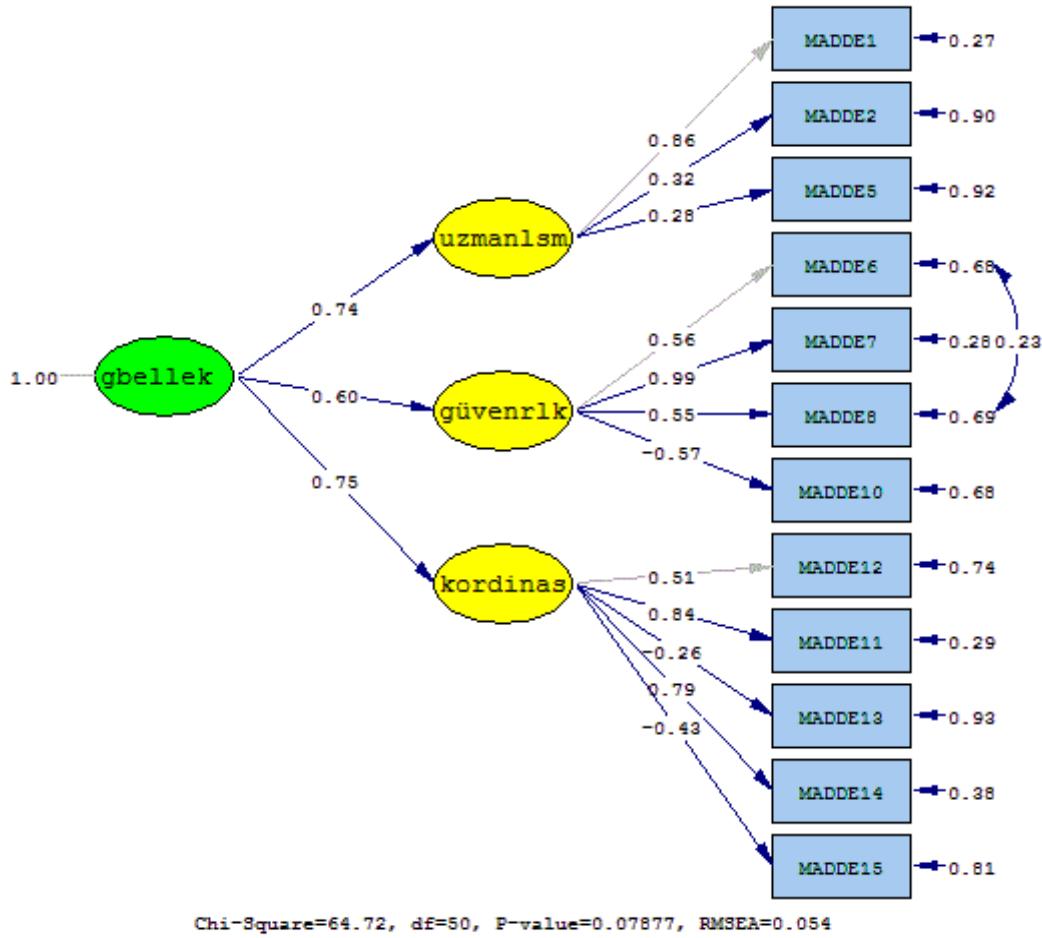 MADDE1
0.27
0.86
MADDE2
0.90
0.32
MADDE5
0.92
0.28
uzmanlsm
MADDE6
0.68
0.74
0.56
MADDE7
0.28
0.23
1.00
gbellek
0.99
0.60
güvenrlk
0.55
MADDE8
0.69
-0.57
0.75
MADDE10
0.68
kordinas
0.51
MADDE12
0.74
0.84
MADDE11
0.29
-0.26
0.79
MADDE13
0.93
-0.43
MADDE14
0.38
MADDE15
0.81
Chi-Square=64.72, df=50, P-value=0.07877, RMSEA=0.054